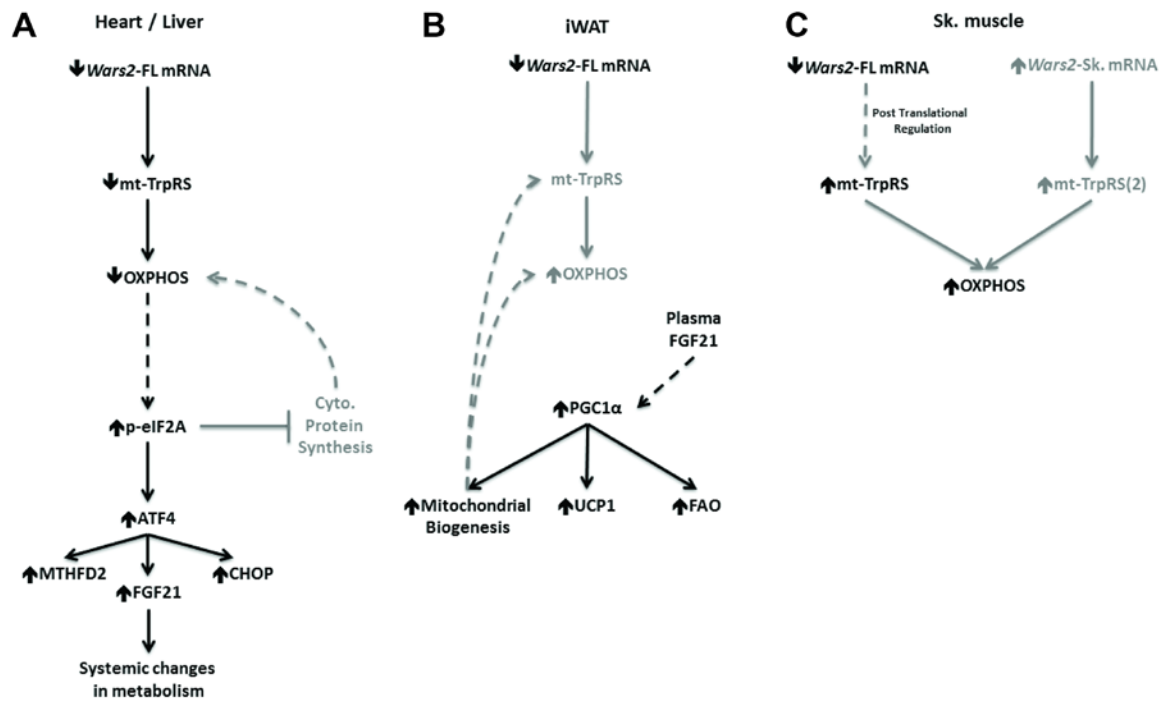 A
Heart / Liver
🡇Wars2-FL mRNA
🡇mt-TrpRS
🡇OXPHOS
🡅p-eIF2A
Cyto.
Protein
Synthesis
🡅ATF4
🡅MTHFD2
🡅FGF21
🡅CHOP
Systemic changes
in metabolism
B
iWAT
🡇Wars2-FL mRNA
mt-TrpRS
🡅OXPHOS
Plasma
FGF21
🡅PGC1α
🡅Mitochondrial
Biogenesis
🡅UCP1
🡅FAO
C
Sk. muscle
🡇Wars2-FL mRNA
🡅Wars2-Sk. mRNA
Post Translational
Regulation
🡅mt-TrpRS
🡅mt-TrpRS(2)
🡅OXPHOS